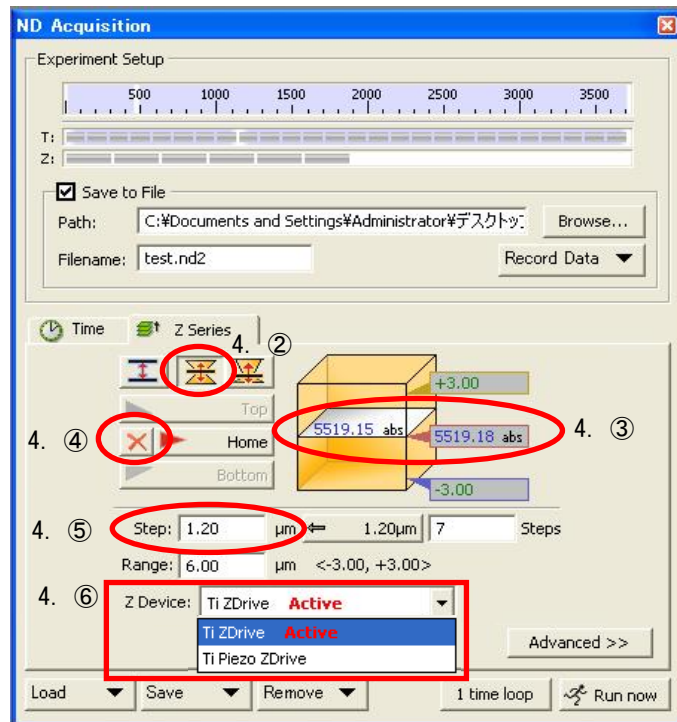 ND Acquisition
Experiment Setup
500 1000 1500 2000 2500 3000 3500
T:
Z:
Save to File
Path: C:¥Documents and Settings¥Administrator¥デスクトップ Browse...
Filename: test.nd2 Record Data
Time Z Series
4. ②
Top
+3.00
4. ④ Home 5519.15 abs 5519.18 abs 4. ③
Bottom
-3.00
4. ⑤ Step: 1.20 µm 1.20µm 7 Steps
Range: 6.00 µm <-3.00, +3.00>
4. ⑥ Z Device: Ti ZDrive Active
Ti ZDrive Active
Ti Piezo ZDrive
Advanced >>
Load Save Remove 1 time loop Run now